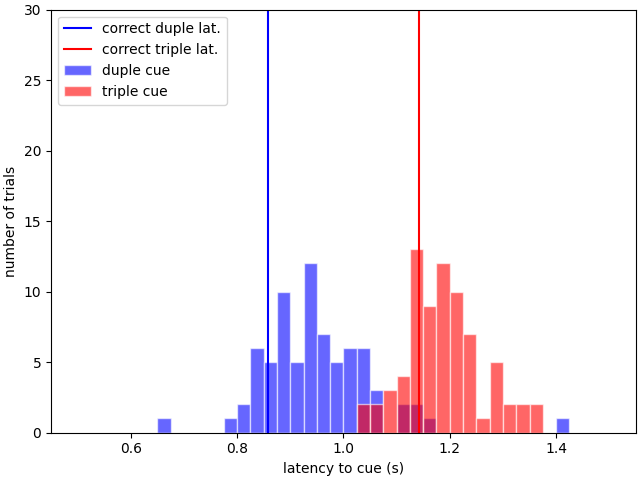 30
25
20
15
10
5
0
number of trials
correct duple lat.
correct triple lat.
duple cue
triple cue
0.6 0.8 1.0 1.2 1.4
latency to cue (s)